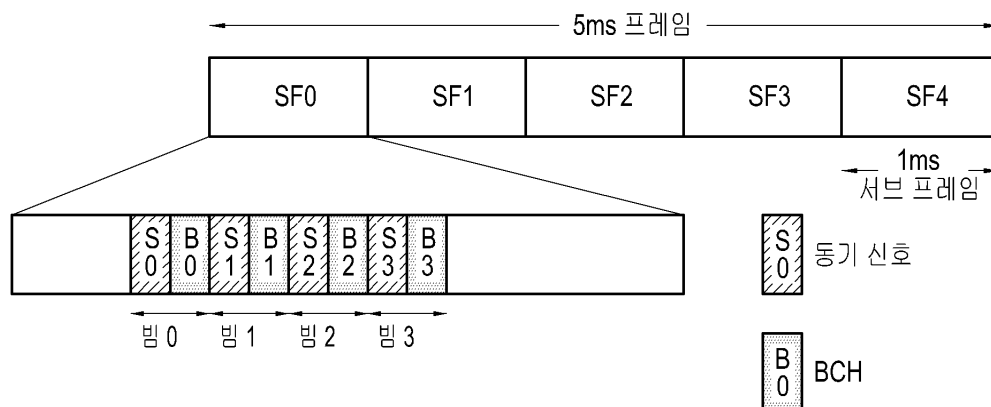 5ms 프레임
SF0 SF1 SF2 SF3 SF4
1ms
서브 프레임
S0 B0 S1 B1 S2 B2 S3 B3
S0 동기 신호
빔 0 빔 1 빔 2 빔 3
B0 BCH